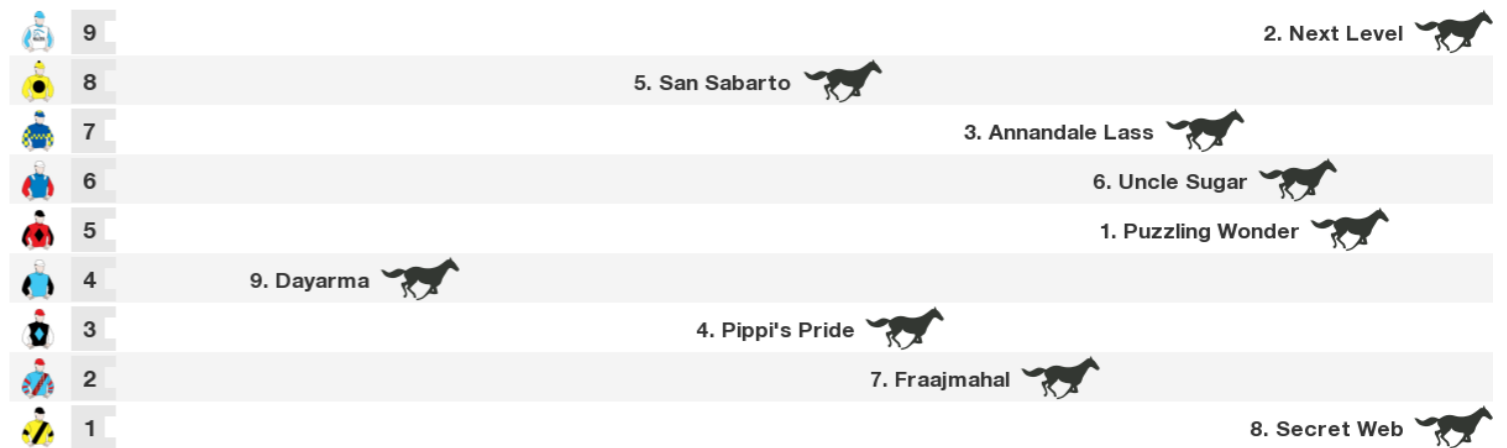 9 2. Next Level
8 5. San Sabarto
7 3. Annandale Lass
6 6. Uncle Sugar
5 1. Puzzling Wonder
4 9. Dayarma
3 4. Pippi's Pride
2 7. Fraajmahal
1 8. Secret Web